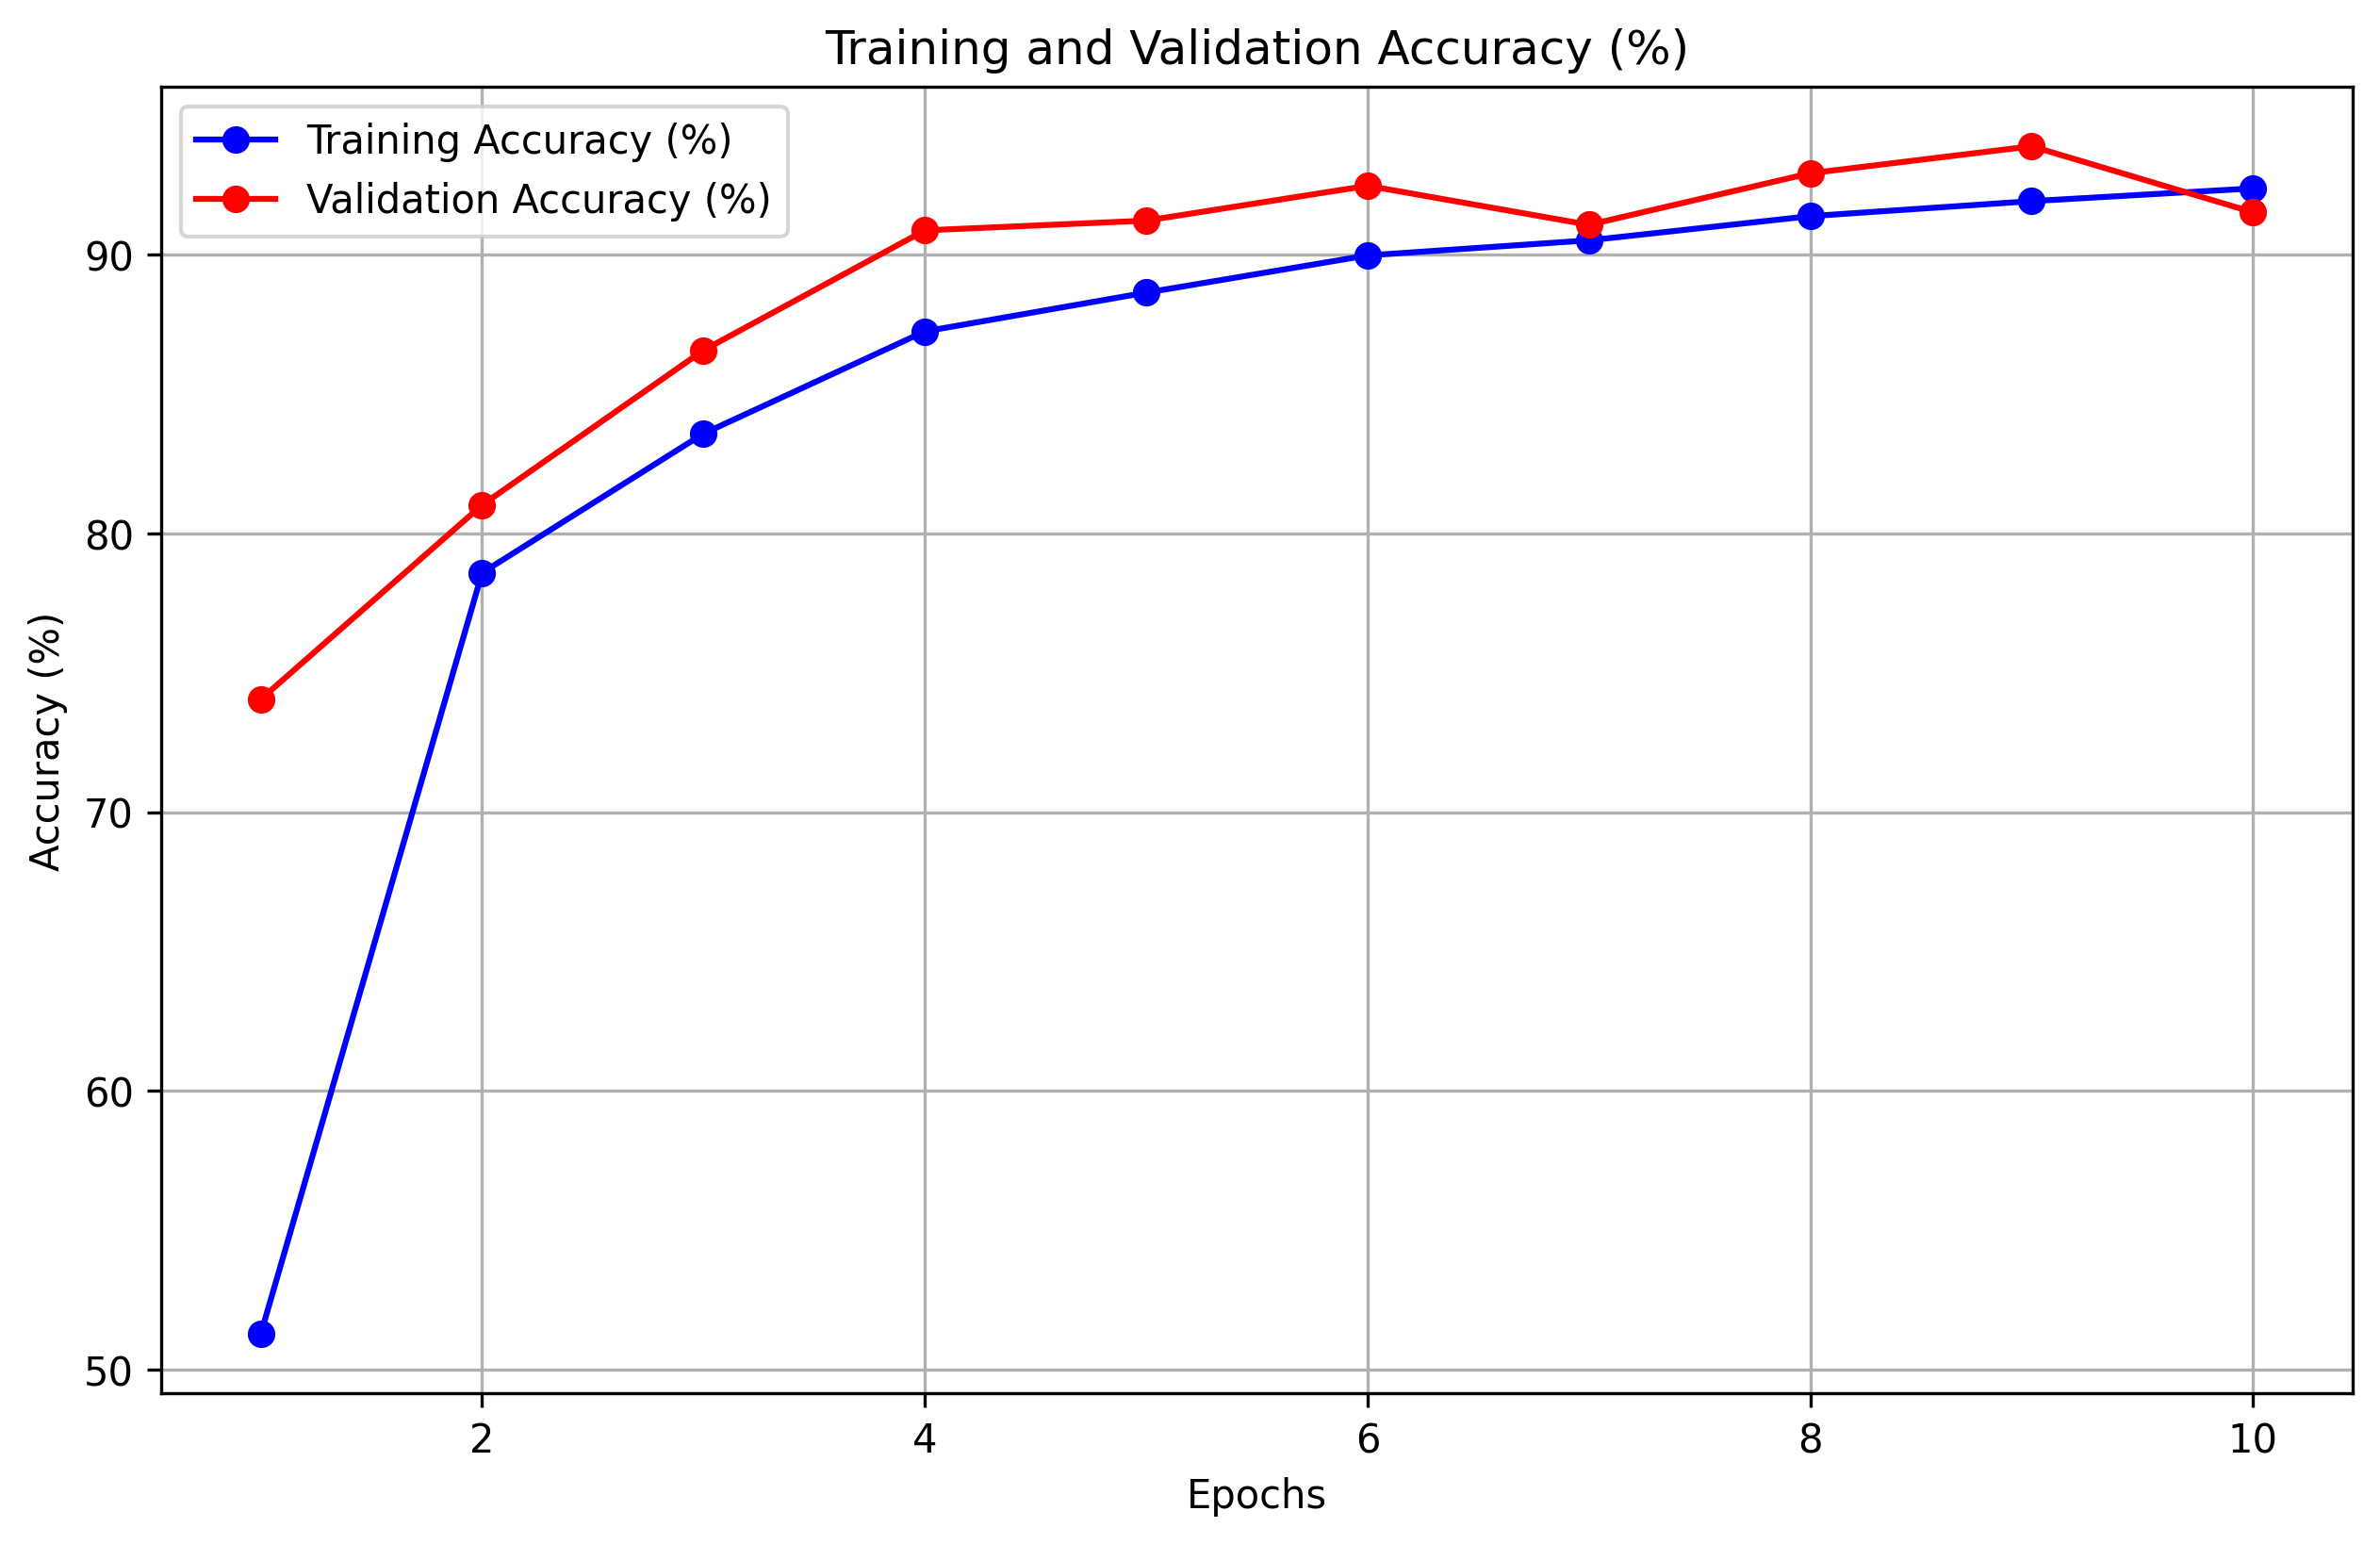 Training and Validation Accuracy (%)
Training Accuracy (%)
Validation Accuracy (%)
Accuracy (%)
90
80
70
60
50
2 4 6 8 10
Epochs